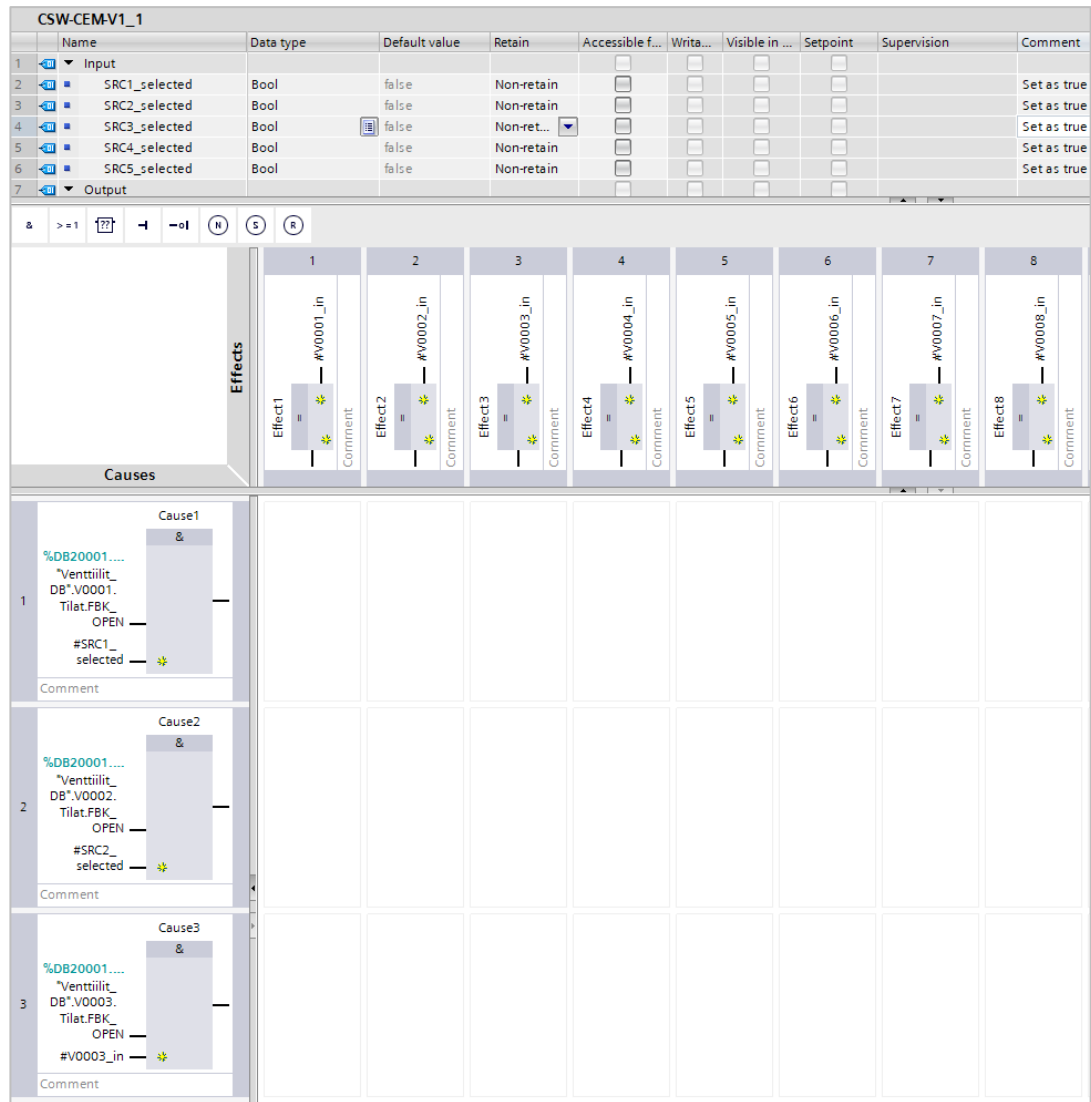 CSW-CEM-V1_1
Name Data type Default value Retain Accessible f... Writa... Visible in ... Setpoint Supervision Comment
1 Input
2 SRC1_selected Bool false Non-retain Set as true
3 SRC2_selected Bool false Non-retain Set as true
4 SRC3_selected Bool false Non-ret... Set as true
5 SRC4_selected Bool false Non-retain Set as true
6 SRC5_selected Bool false Non-retain Set as true
7 Output
& >=1 ?? N S R
1 2 3 4 5 6 7 8
Effects
Effect1 = #V0001_in Comment
Effect2 = #V0002_in Comment
Effect3 = #V0003_in Comment
Effect4 = #V0004_in Comment
Effect5 = #V0005_in Comment
Effect6 = #V0006_in Comment
Effect7 = #V0007_in Comment
Effect8 = #V0008_in Comment
Causes
Cause1
&
%DB20001....
"Venttiilit_
DB".V0001.
1 Tilat.FBK_
OPEN
#SRC1_
selected
Comment
Cause2
&
%DB20001....
"Venttiilit_
DB".V0002.
2 Tilat.FBK_
OPEN
#SRC2_
selected
Comment
Cause3
&
%DB20001....
"Venttiilit_
DB".V0003.
3 Tilat.FBK_
OPEN
#V0003_in
Comment